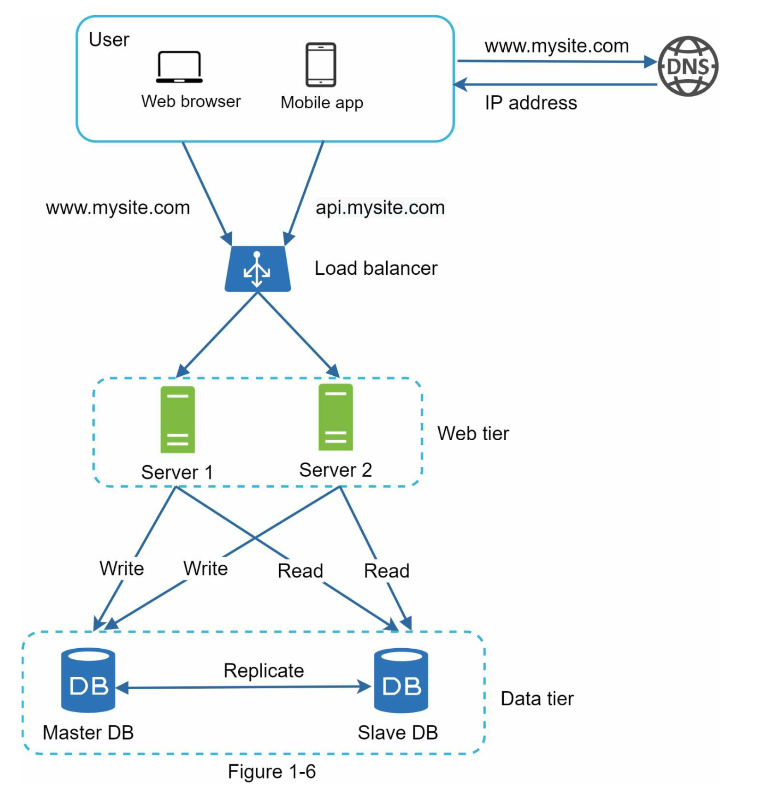 User
www.mysite.com
DNS
Web browser
Mobile app
IP address
www.mysite.com
api.mysite.com
Load balancer
Web tier
Server 1
Server 2
Write
Write
Read
Read
Replicate
DB
DB
Data tier
Master DB
Slave DB
Figure 1-6